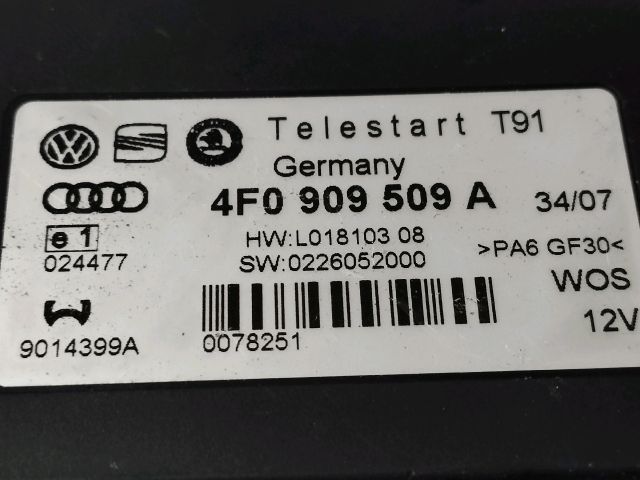 Telestart T91
Germany
4F0 909 509 A 34/07
e1 HW:L018103 08 >PA6 GF30<
024477 SW:0226052000
WOS
12V
9014399A 0078251